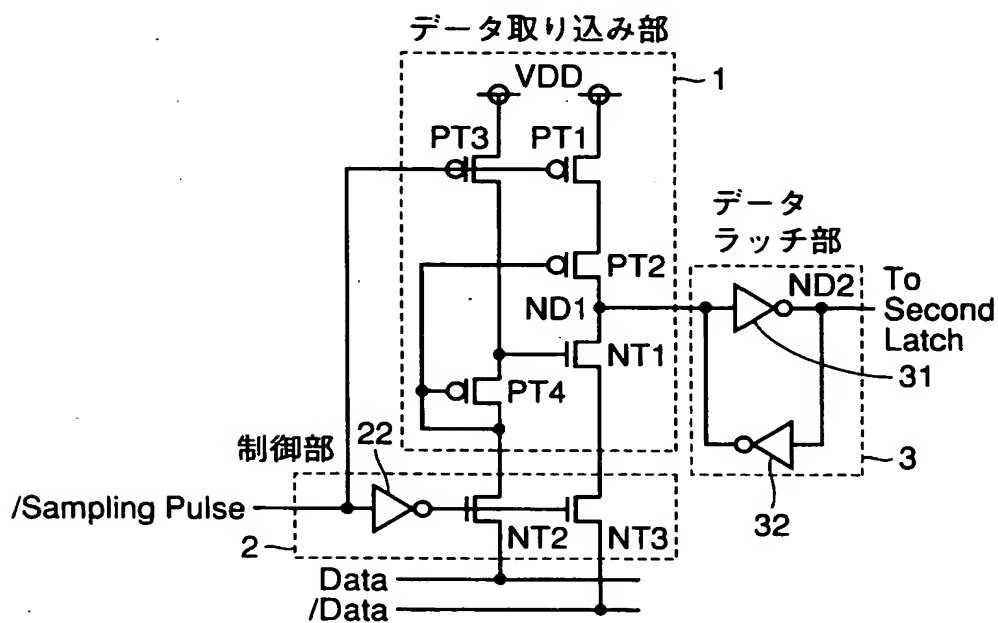 データ取り込み部
VDD
1
PT3
PT1
データ
ラッチ部
PT2
ND1
ND2
To
Second
Latch
NT1
31
PT4
制御部
22
3
/Sampling Pulse
32
2
NT2
NT3
Data
/Data